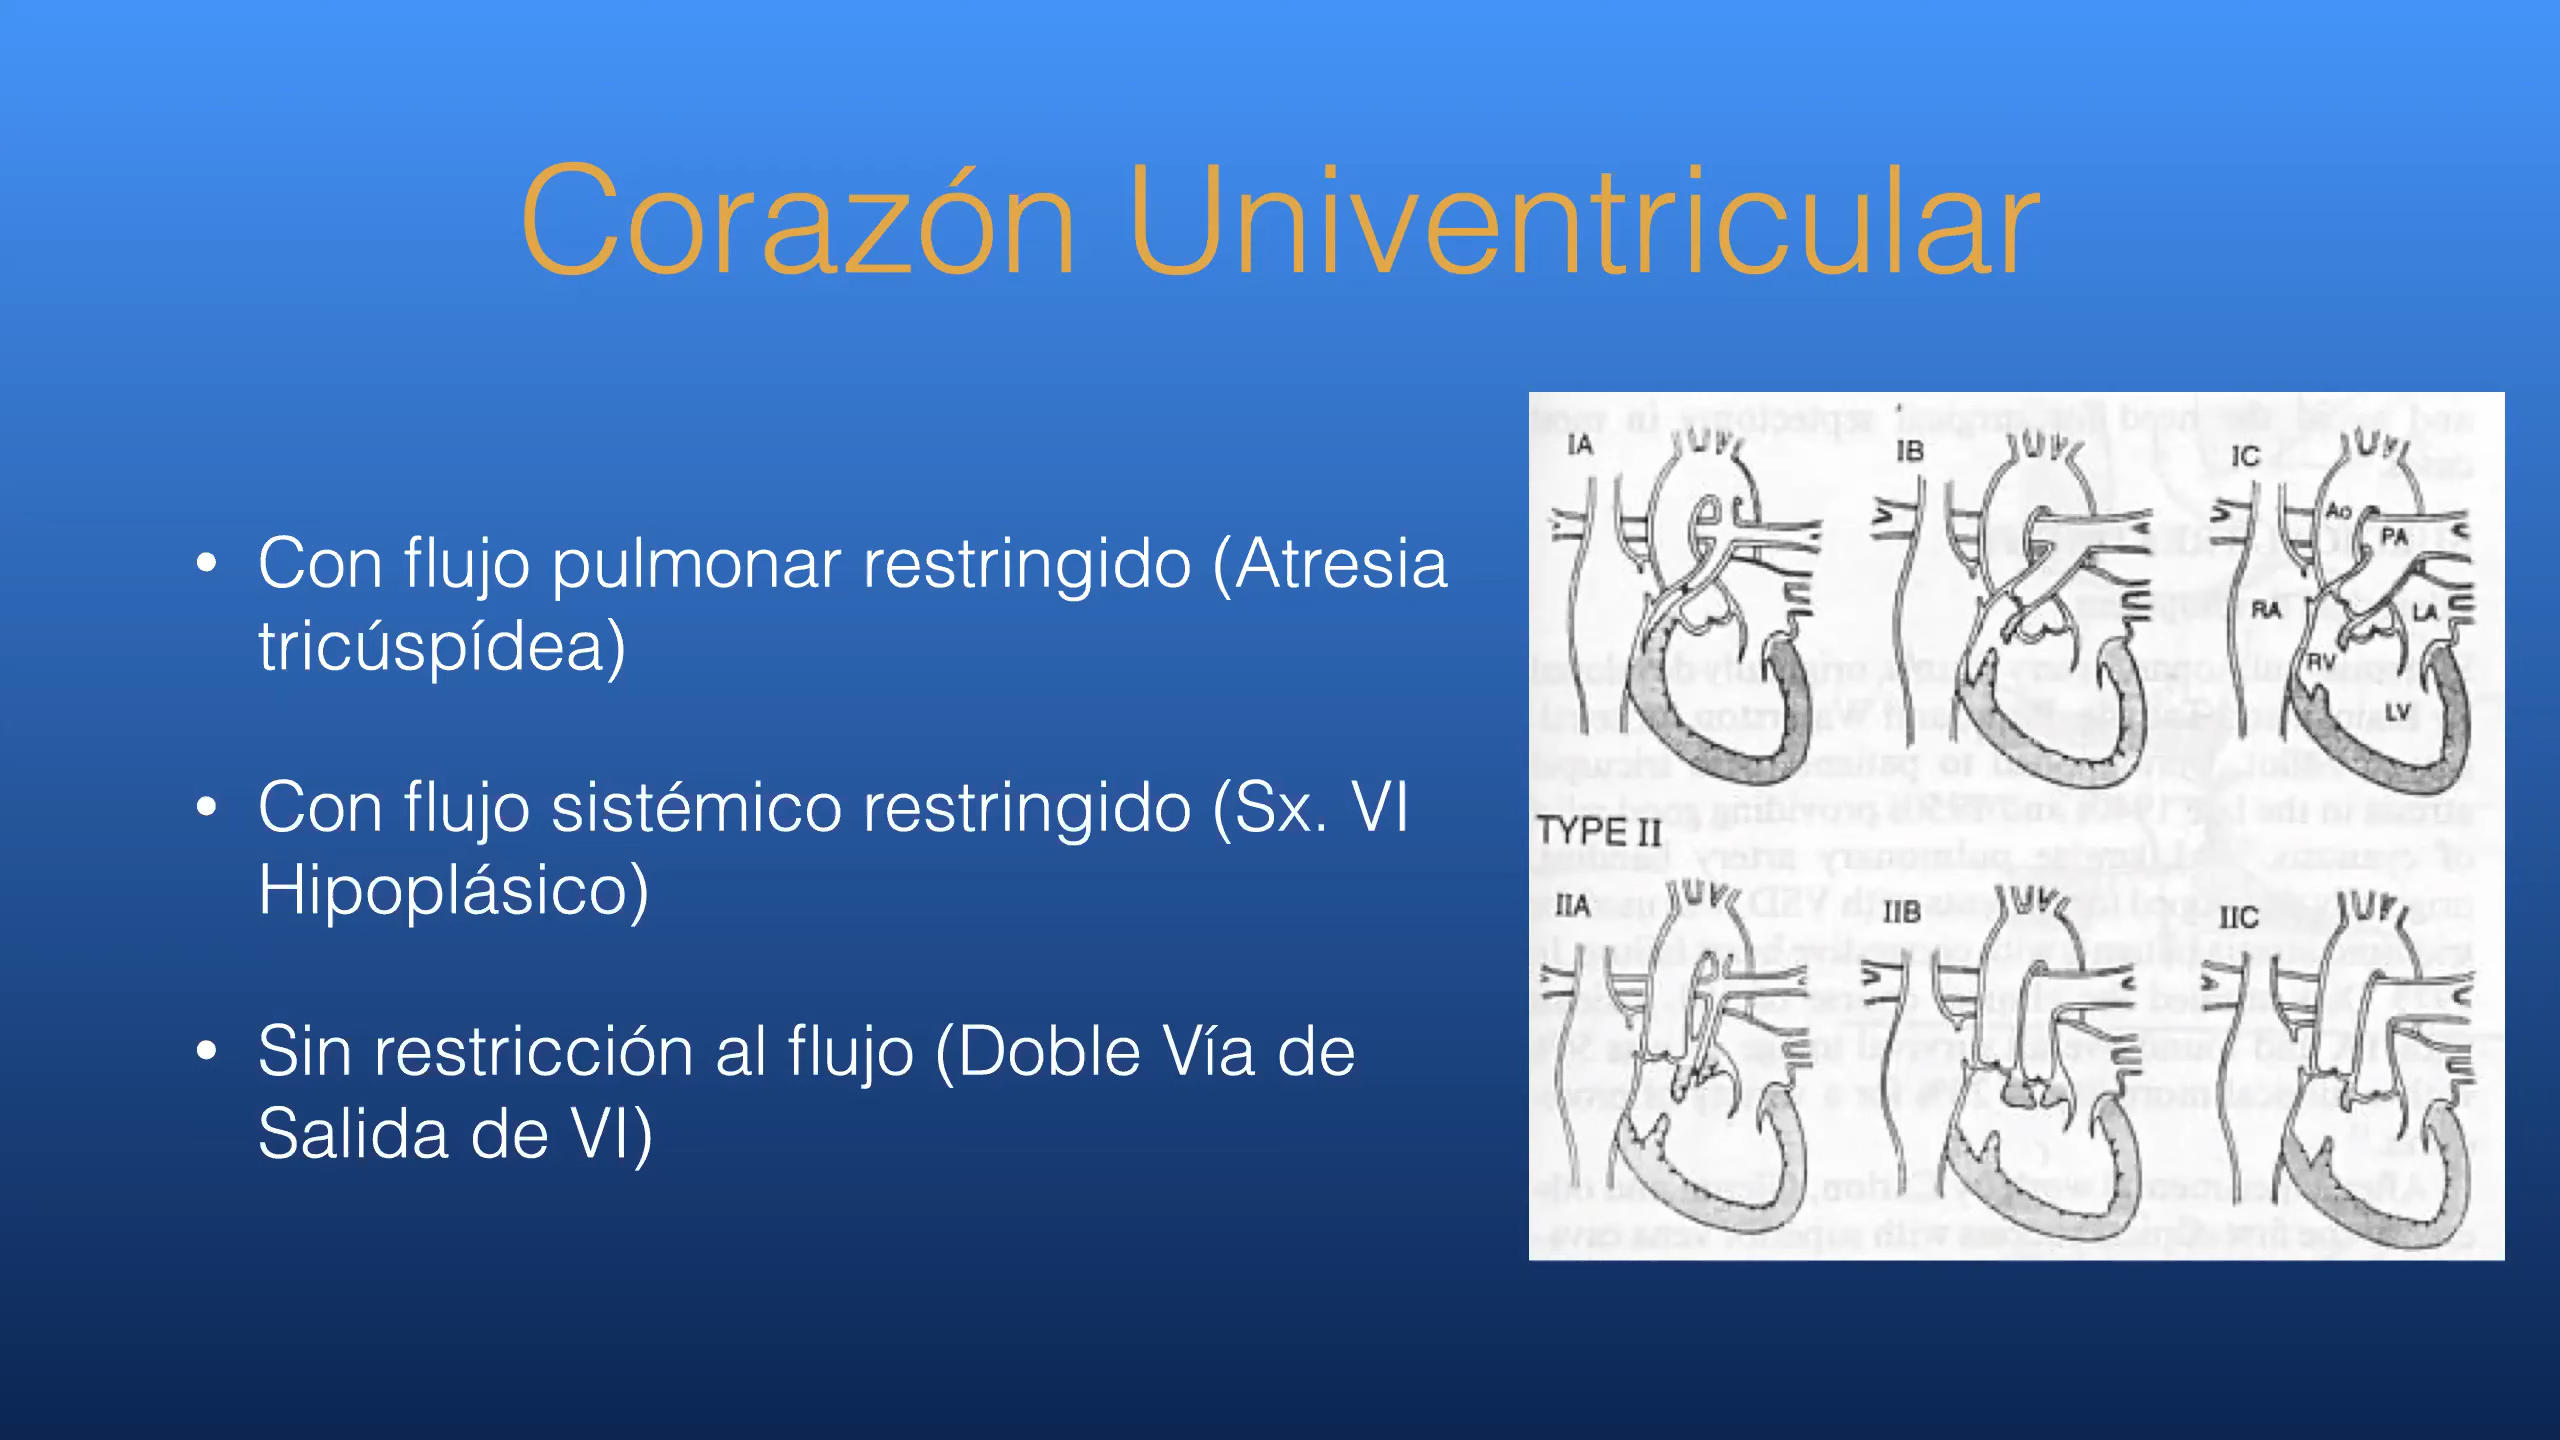 Corazón Univentricular
• Con flujo pulmonar restringido (Atresia
tricúspídea)
• Con flujo sistémico restringido (Sx. VI
Hipoplásico)
• Sin restricción al flujo (Doble Vía de
Salida de VI)
IA IB IC
Ao
PA
RA LA
RV
LV
TYPE II
IIA IIB IIC